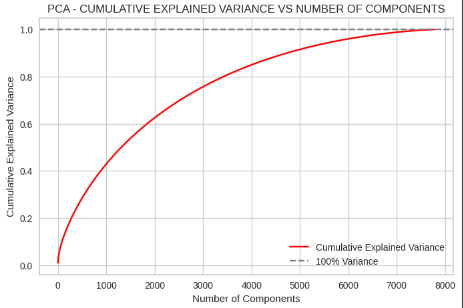 PCA - CUMULATIVE EXPLAINED VARIANCE VS NUMBER OF COMPONENTS
1.0
0.8
0.6
0.4
0.2
0.0
Cumulative Explained Variance
Cumulative Explained Variance
100% Variance
0 1000 2000 3000 4000 5000 6000 7000 8000
Number of Components